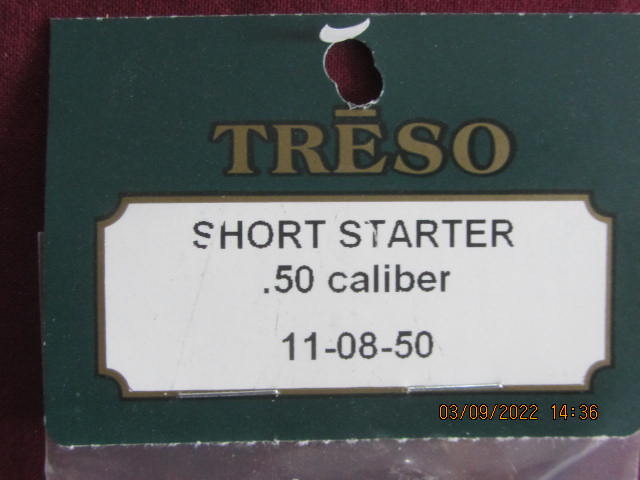 TRĒSO
SHORT STARTER
.50 caliber
11-08-50
03/09/2022 14:36